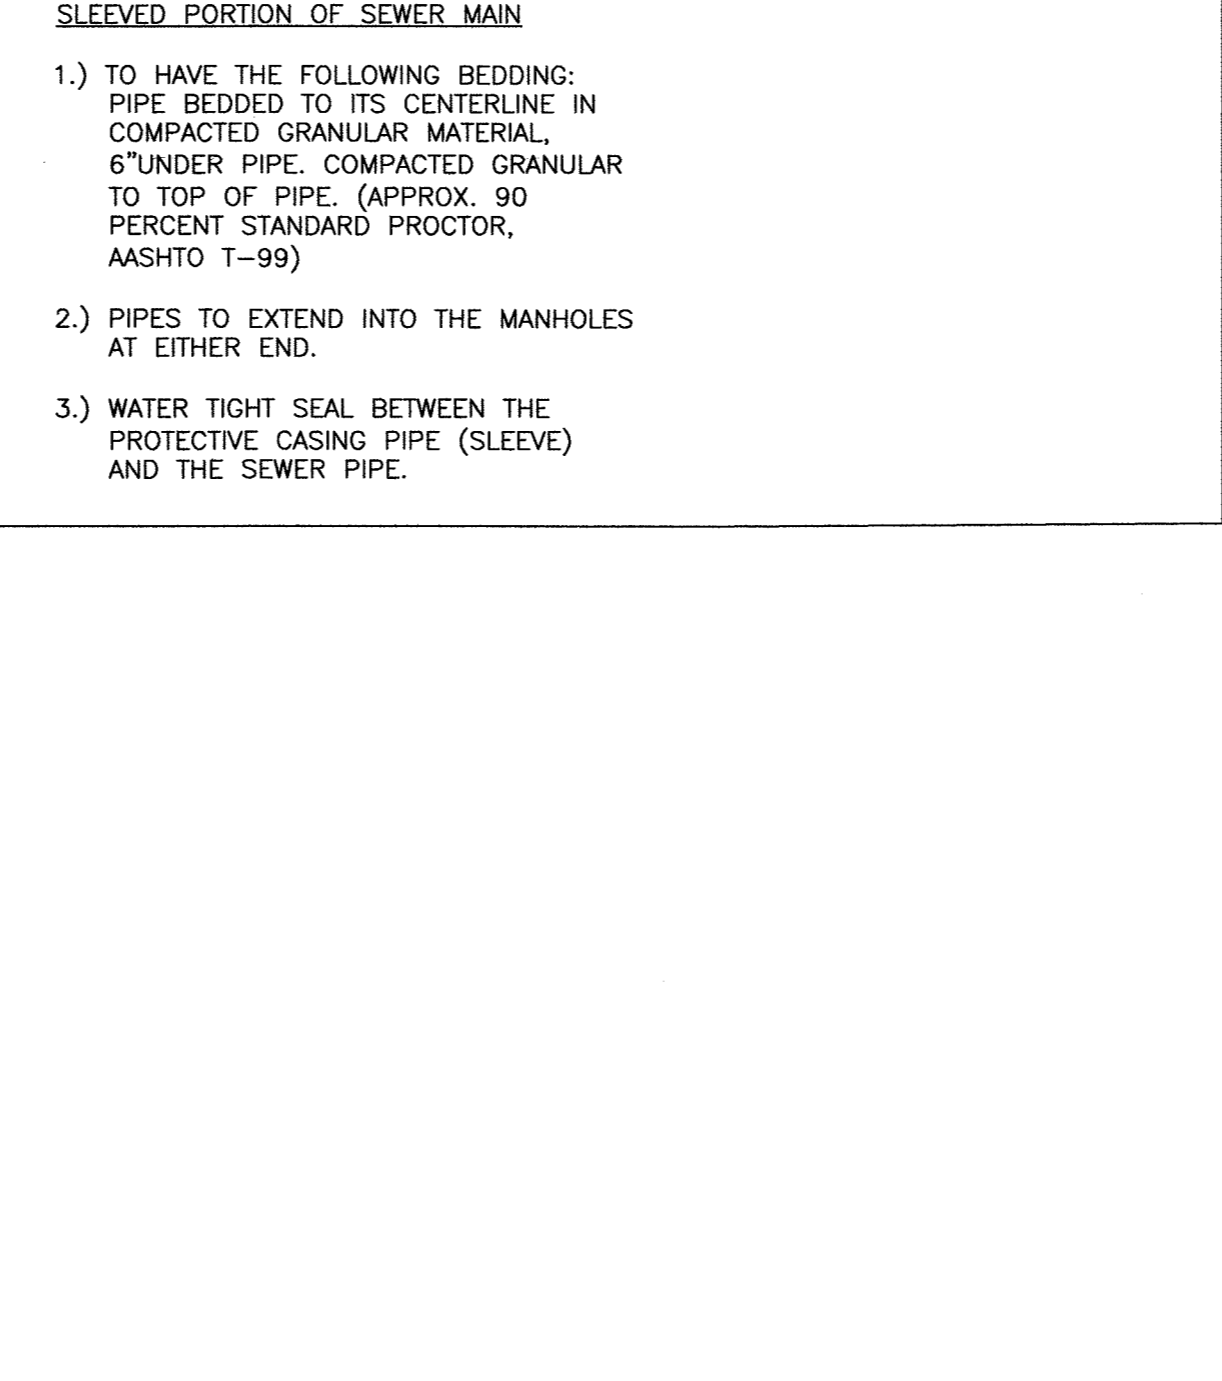 SLEEVED PORTION OF SEWER MAIN
1.) TO HAVE THE FOLLOWING BEDDING:
PIPE BEDDED TO ITS CENTERLINE IN
COMPACTED GRANULAR MATERIAL,
6"UNDER PIPE. COMPACTED GRANULAR
TO TOP OF PIPE. (APPROX. 90
PERCENT STANDARD PROCTOR,
AASHTO T-99)
2.) PIPES TO EXTEND INTO THE MANHOLES
AT EITHER END.
3.) WATER TIGHT SEAL BETWEEN THE
PROTECTIVE CASING PIPE (SLEEVE)
AND THE SEWER PIPE.